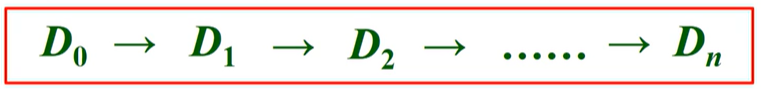 D₀ → D₁ → D₂ → …… → Dₙ